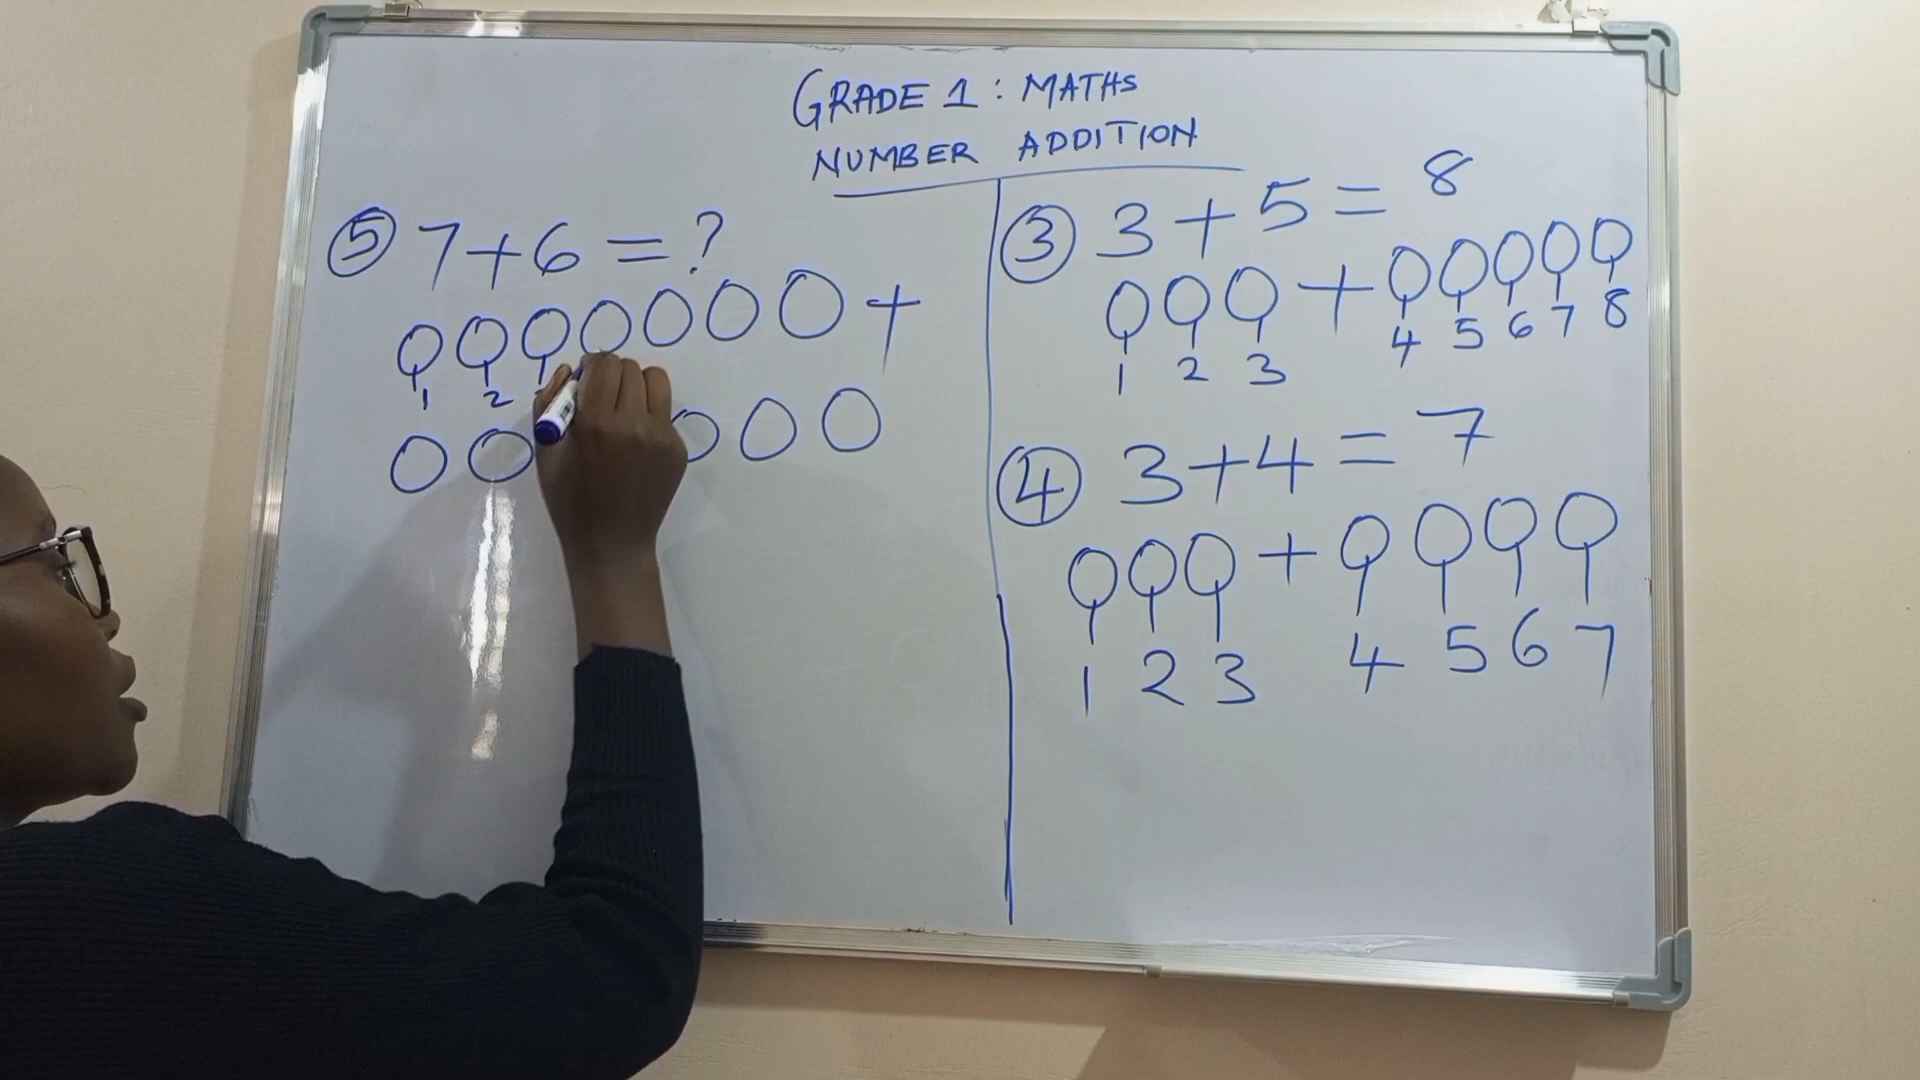 GRADE 1 : MATHS
NUMBER ADDITION
⑤ 7+6 = ?
+
1 2
③ 3 + 5 = 8
+
1 2 3 4 5 6 7 8
④ 3+4 = 7
+
1 2 3 4 5 6 7